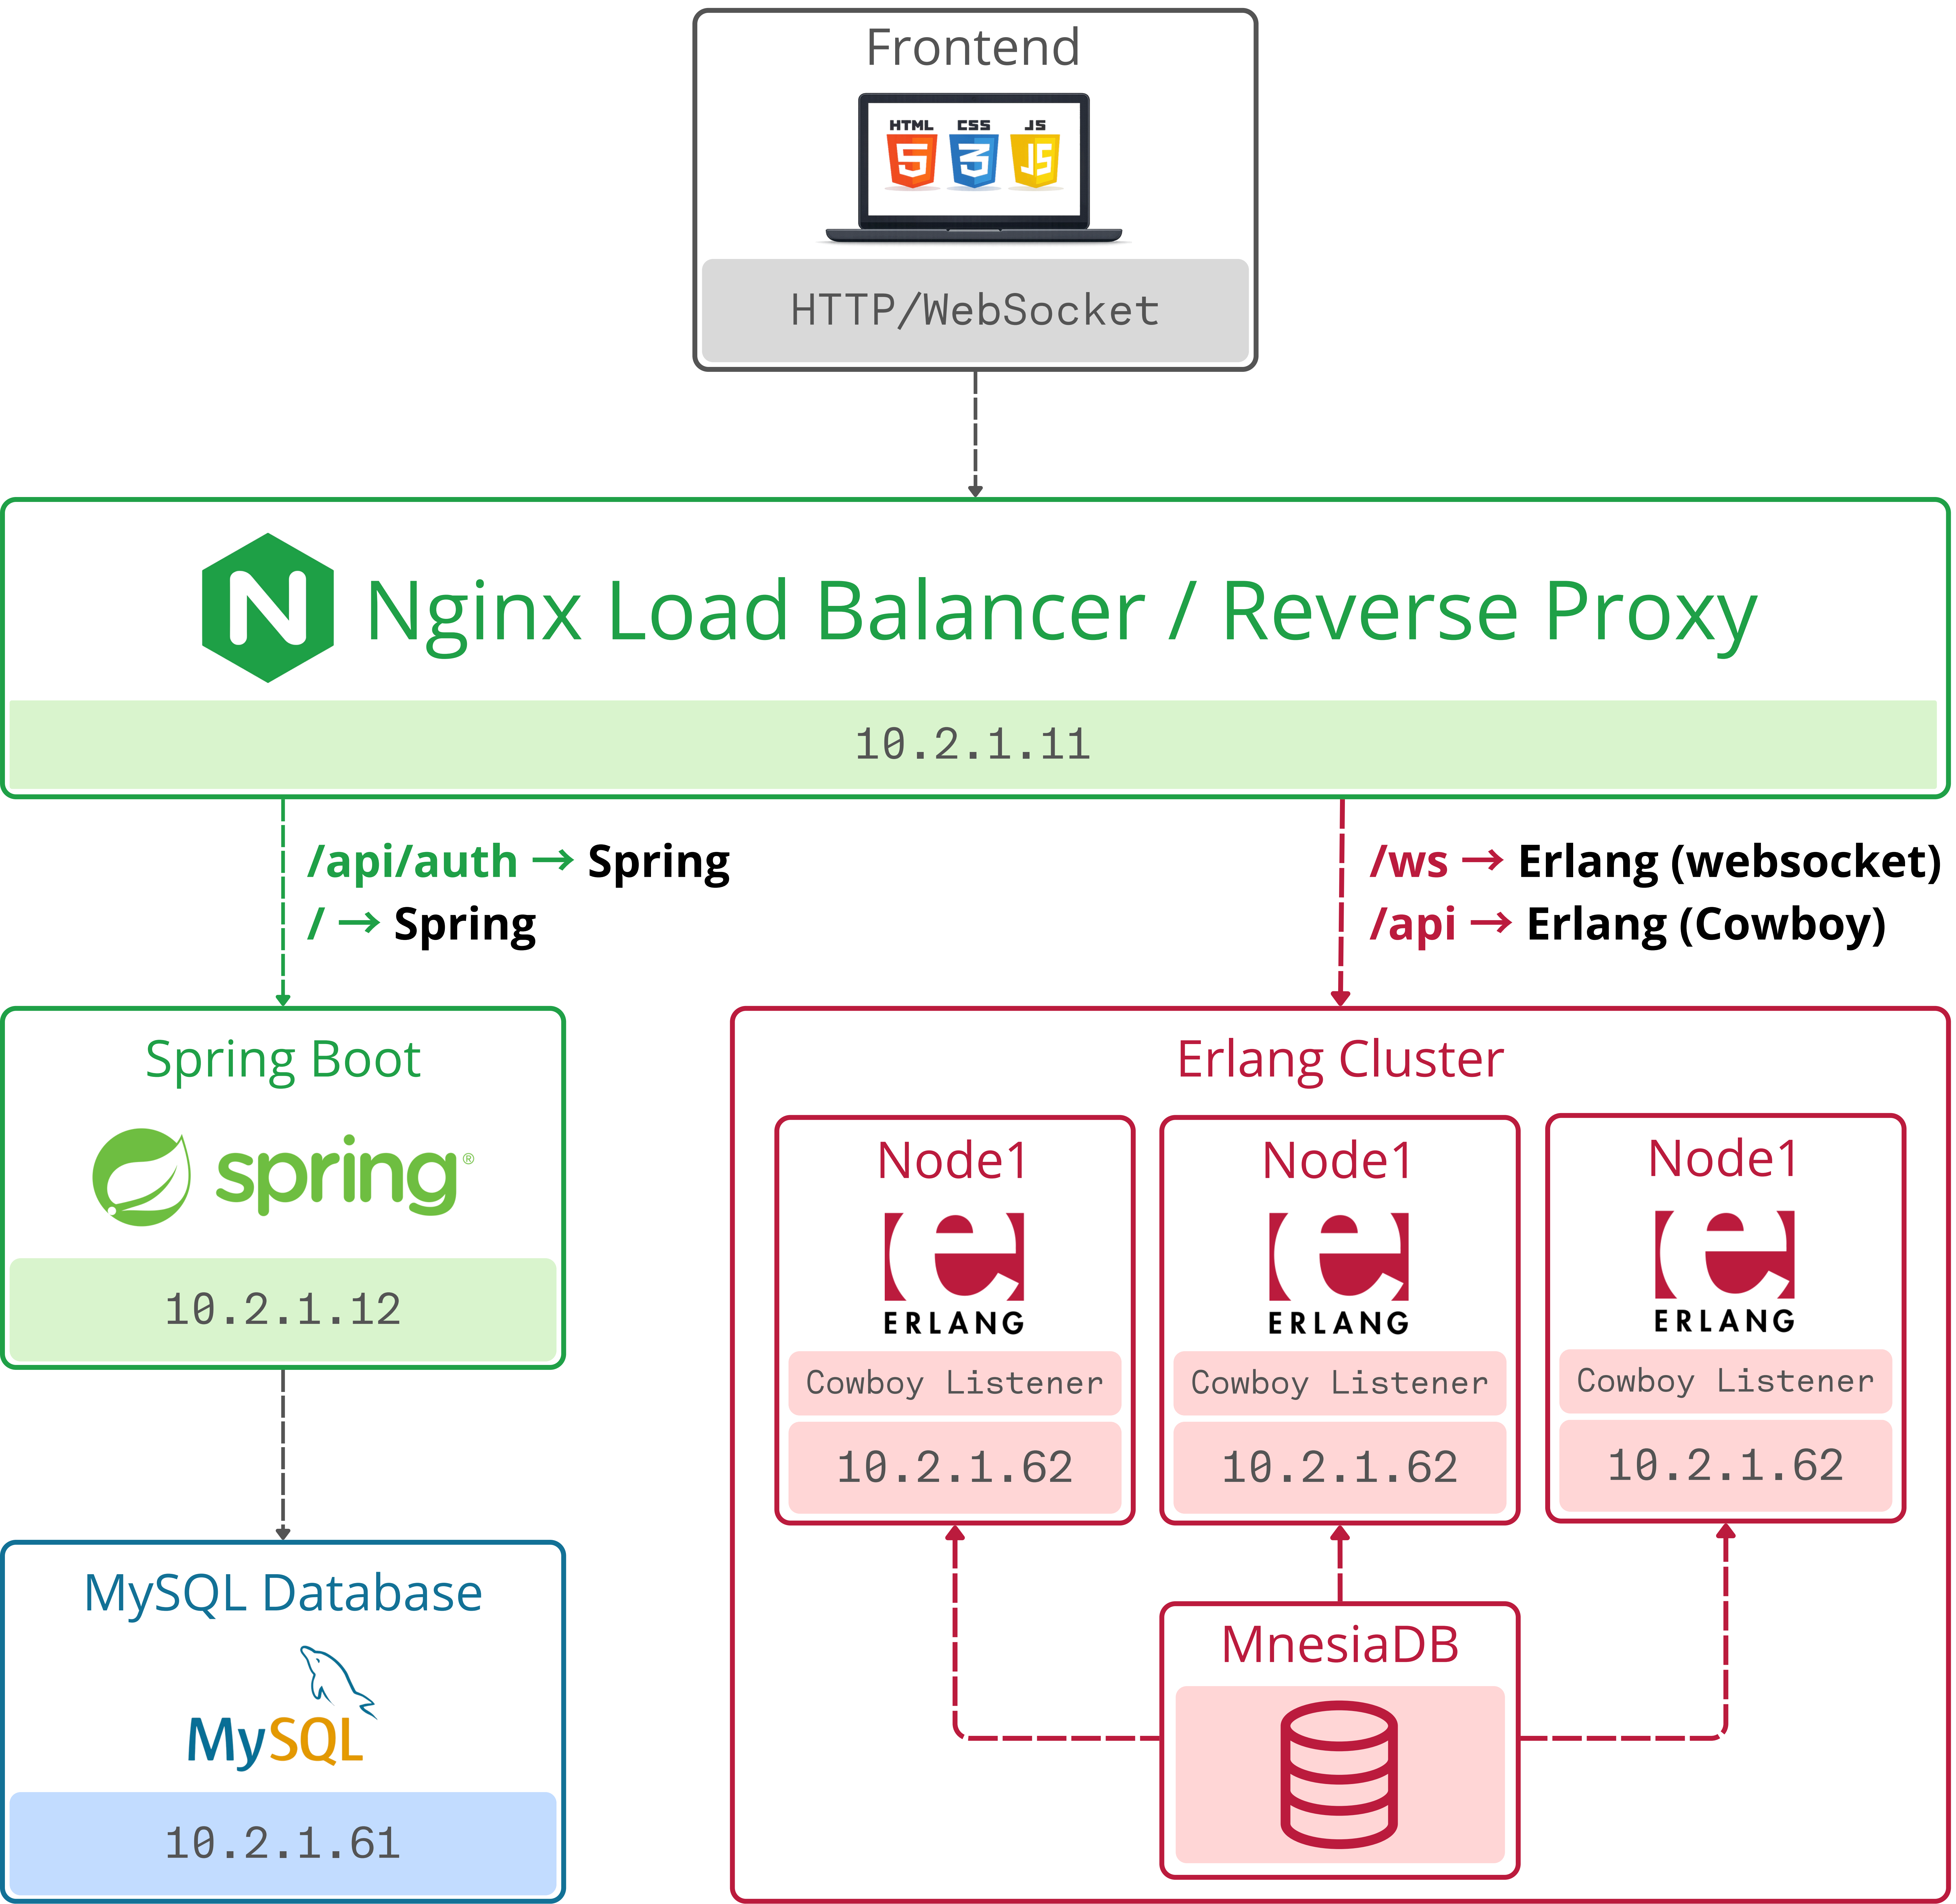 Frontend
HTML CSS JS
5 3 JS
HTTP/WebSocket
N Nginx Load Balancer / Reverse Proxy
10.2.1.11
/api/auth → Spring
/ → Spring
/ws → Erlang (websocket)
/api → Erlang (Cowboy)
Spring Boot
spring®
10.2.1.12
MySQL Database
MySQL
10.2.1.61
Erlang Cluster
Node1
e
ERLANG
Cowboy Listener
10.2.1.62
Node1
e
ERLANG
Cowboy Listener
10.2.1.62
Node1
e
ERLANG
Cowboy Listener
10.2.1.62
MnesiaDB